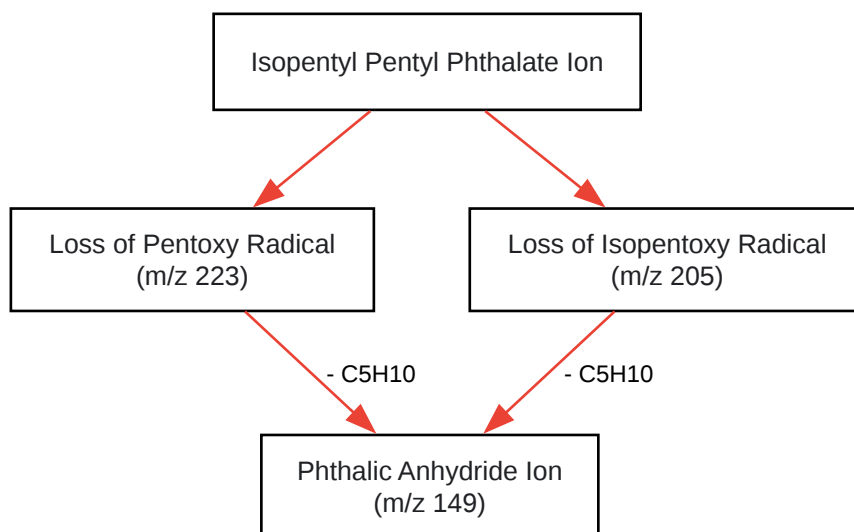 Isopentyl Pentyl Phthalate Ion
Loss of Pentoxy Radical
(m/z 223)
Loss of Isopentoxy Radical
(m/z 205)
- C5H10
- C5H10
Phthalic Anhydride Ion
(m/z 149)